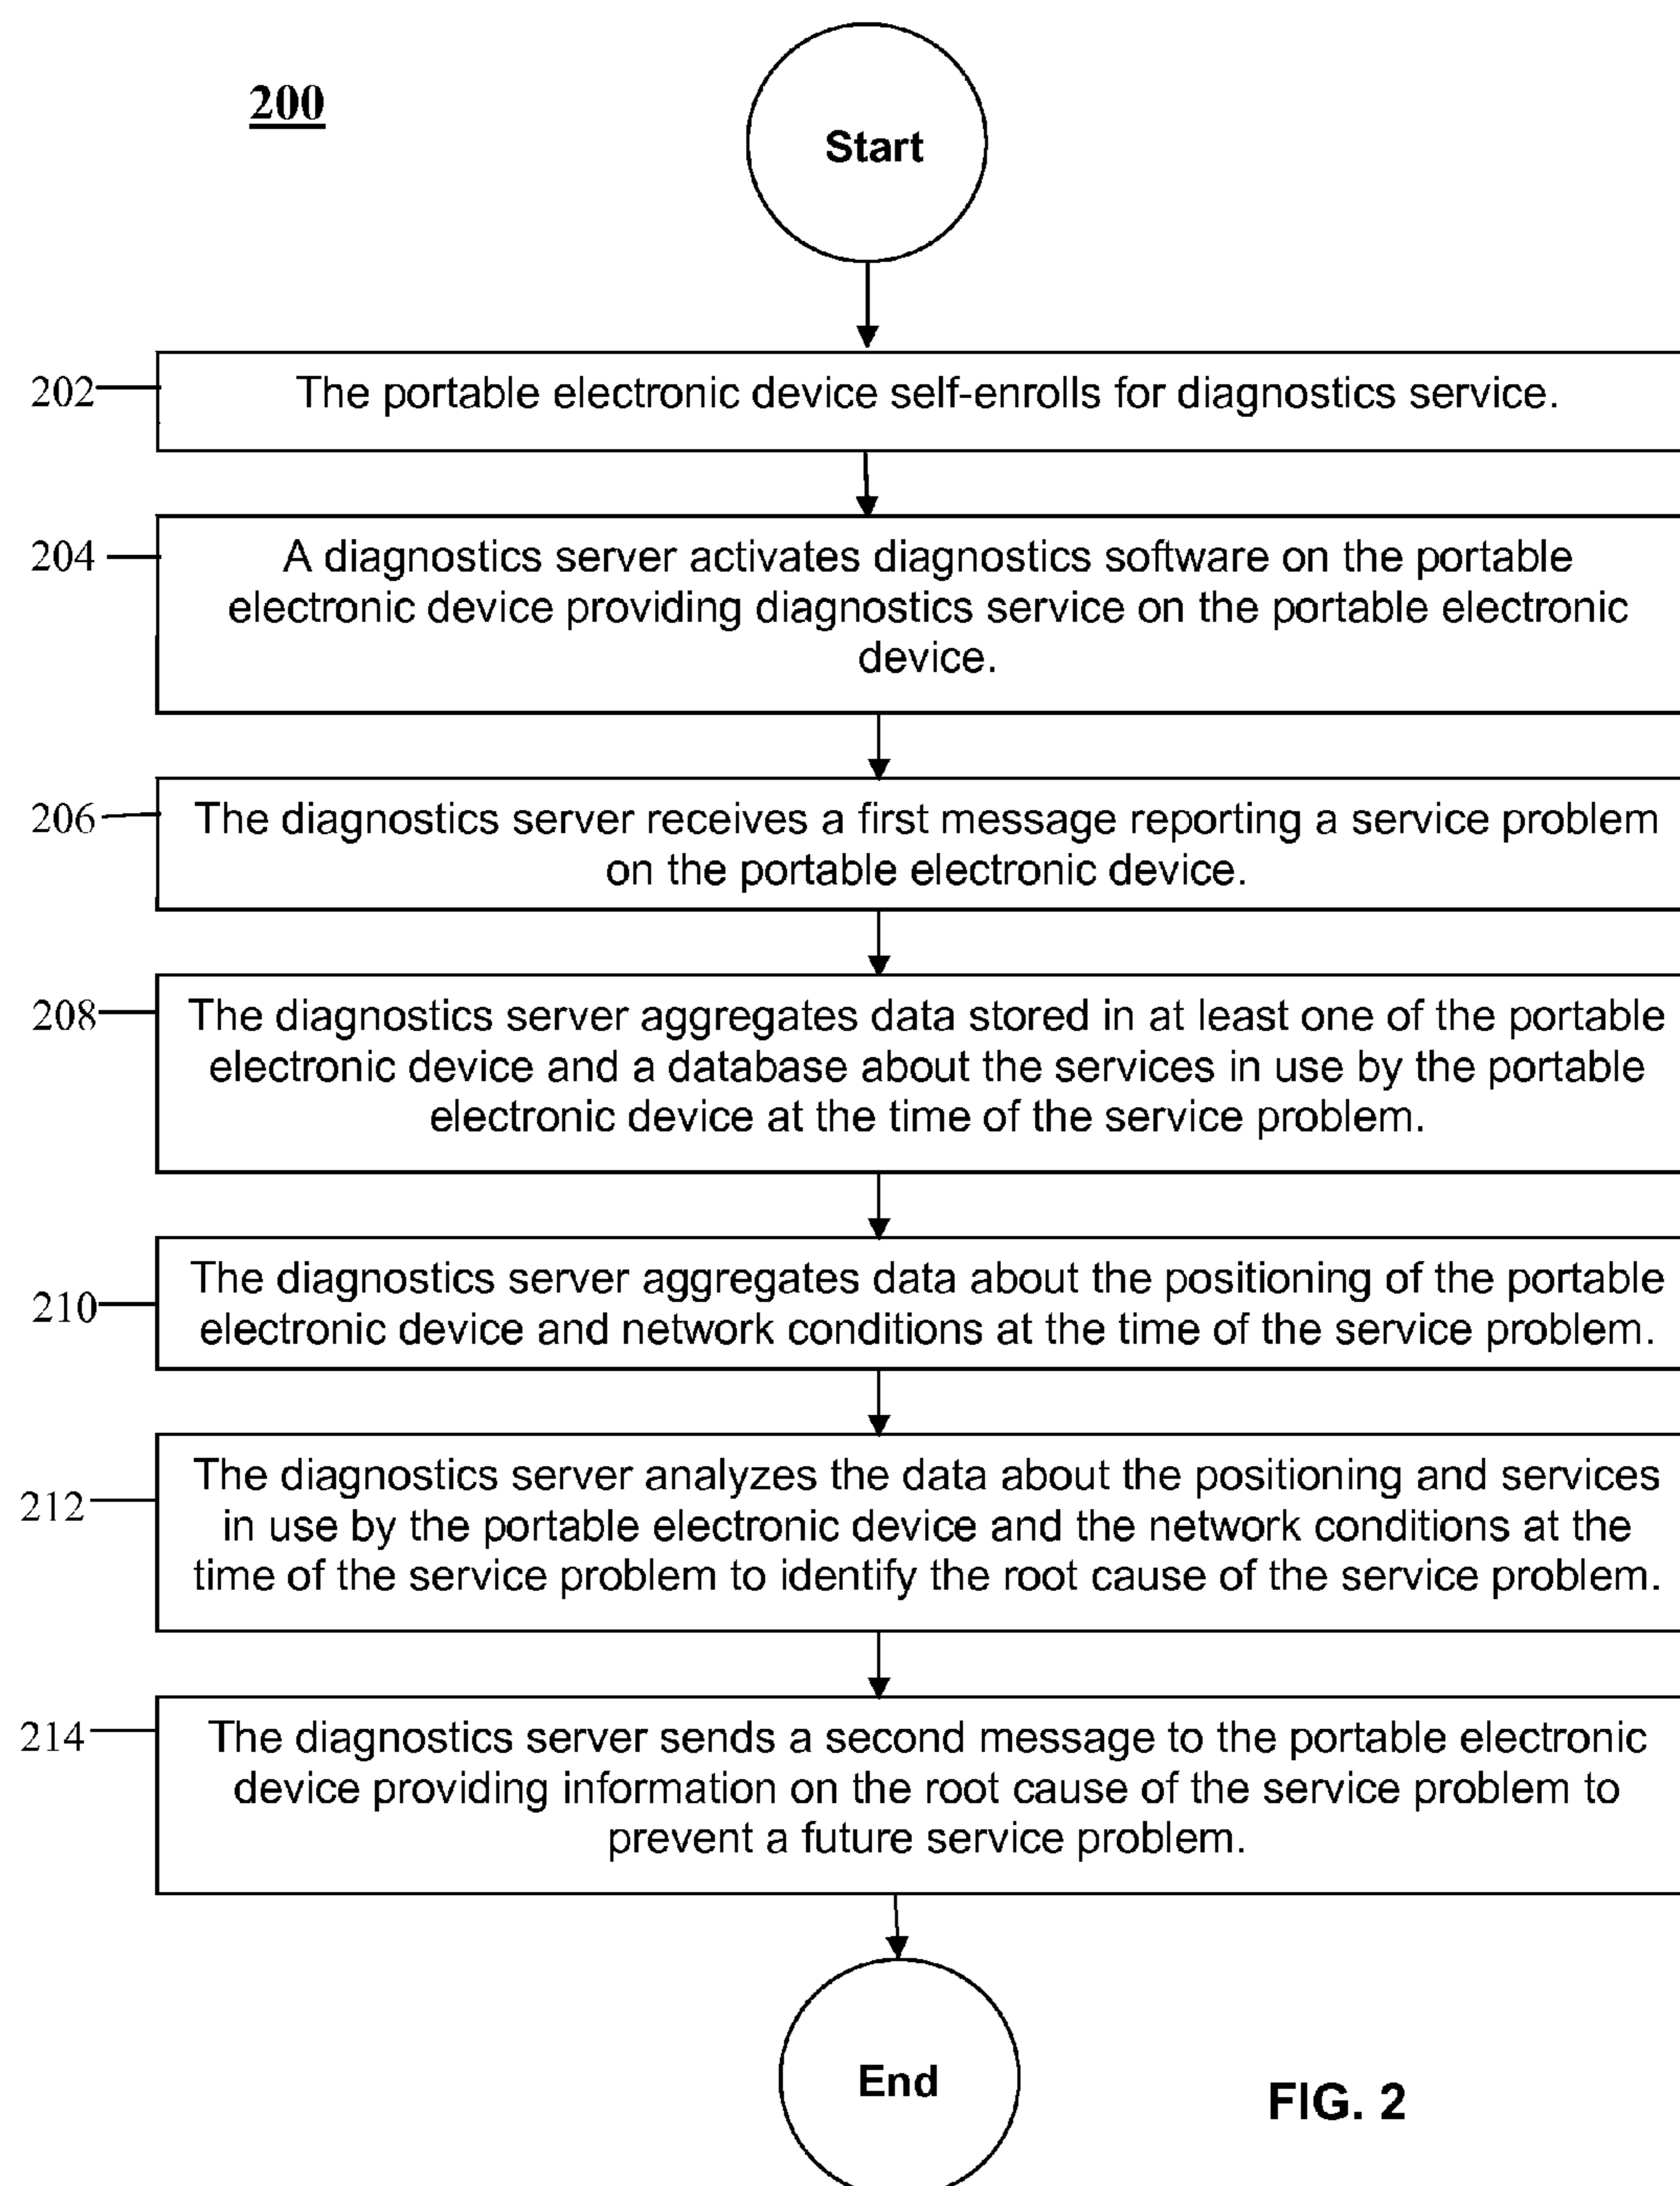 200
Start
202
The portable electronic device self-enrolls for diagnostics service.
204
A diagnostics server activates diagnostics software on the portable
electronic device providing diagnostics service on the portable electronic
device.
206
The diagnostics server receives a first message reporting a service problem
on the portable electronic device.
208
The diagnostics server aggregates data stored in at least one of the portable
electronic device and a database about the services in use by the portable
electronic device at the time of the service problem.
210
The diagnostics server aggregates data about the positioning of the portable
electronic device and network conditions at the time of the service problem.
212
The diagnostics server analyzes the data about the positioning and services
in use by the portable electronic device and the network conditions at the
time of the service problem to identify the root cause of the service problem.
214
The diagnostics server sends a second message to the portable electronic
device providing information on the root cause of the service problem to
prevent a future service problem.
End
FIG. 2